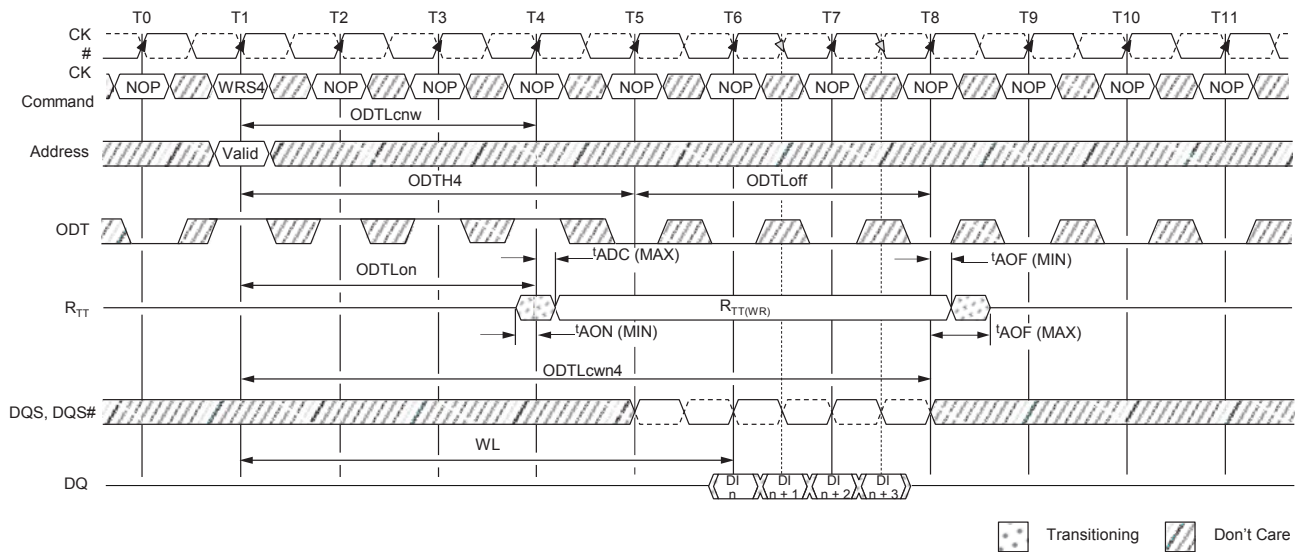 T0 T1 T2 T3 T4 T5 T6 T7 T8 T9 T10 T11
CK
#
CK
NOP WRS4 NOP NOP NOP NOP NOP NOP NOP NOP NOP NOP
Command
ODTLcnw
Address Valid
ODTH4 ODTLoff
ODT
tADC (MAX) tAOF (MIN)
ODTLon
RTT RTT(WR)
tAON (MIN) tAOF (MAX)
ODTLcwn4
DQS, DQS#
WL
DQ
DI DI DI DI
n n + 1 n + 2 n + 3
Transitioning Don't Care